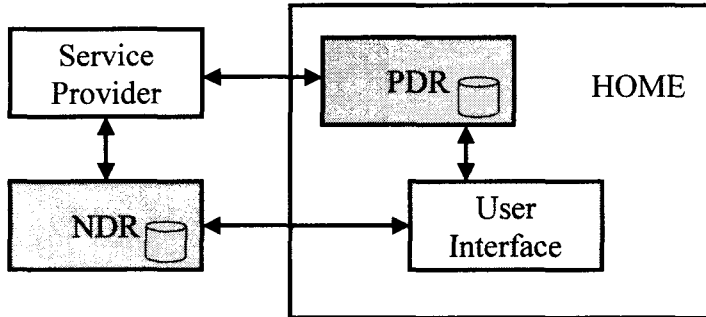 Service
Provider
PDR
HOME
NDR
User
Interface